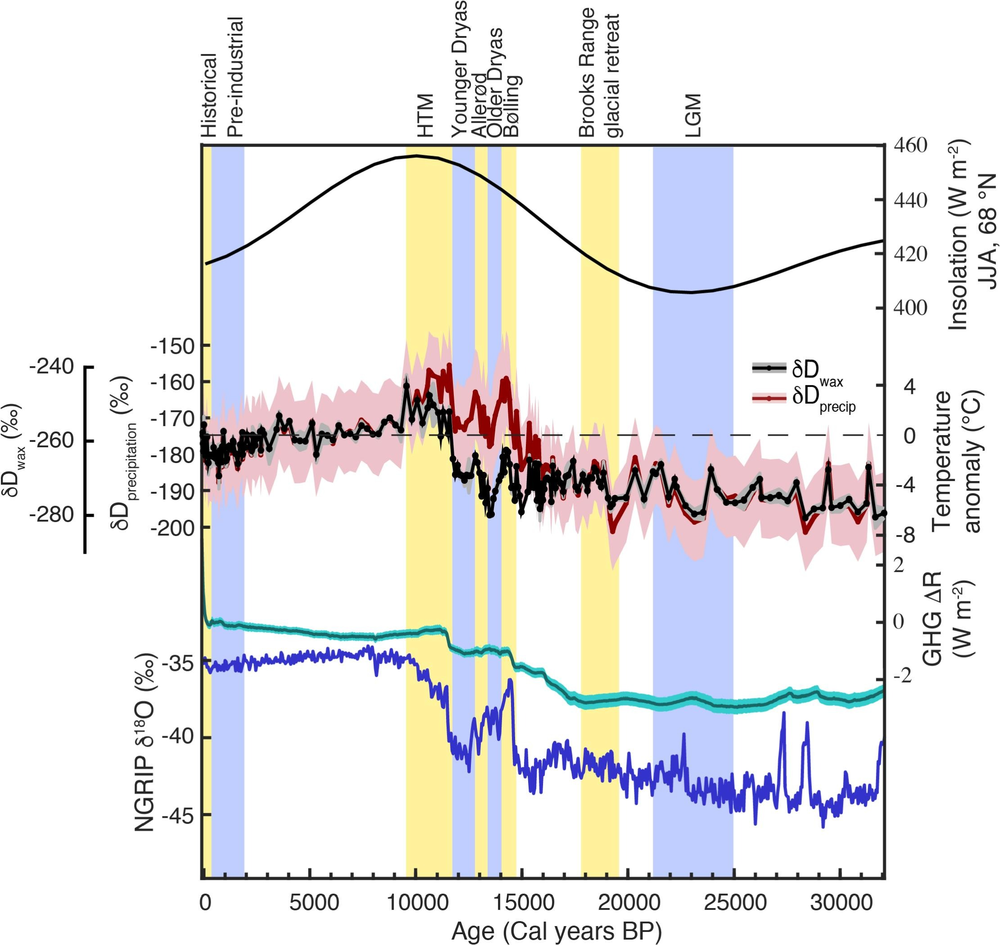 Historical
Pre-industrial
HTM
Younger Dryas
Allerød
Older Dryas
Bølling
Brooks Range
glacial retreat
LGM
460
440
420
400
Insolation (W m-2)
JJA, 68 °N
-150
-160
-170
-180
-190
-200
δDprecipitation (‰)
-240
-260
-280
δDwax (‰)
δDwax
δDprecip
4
0
-4
-8
Temperature
anomaly (°C)
2
0
-2
GHG ΔR
(W m-2)
-35
-40
-45
NGRIP δ18O (‰)
0 5000 10000 15000 20000 25000 30000
Age (Cal years BP)